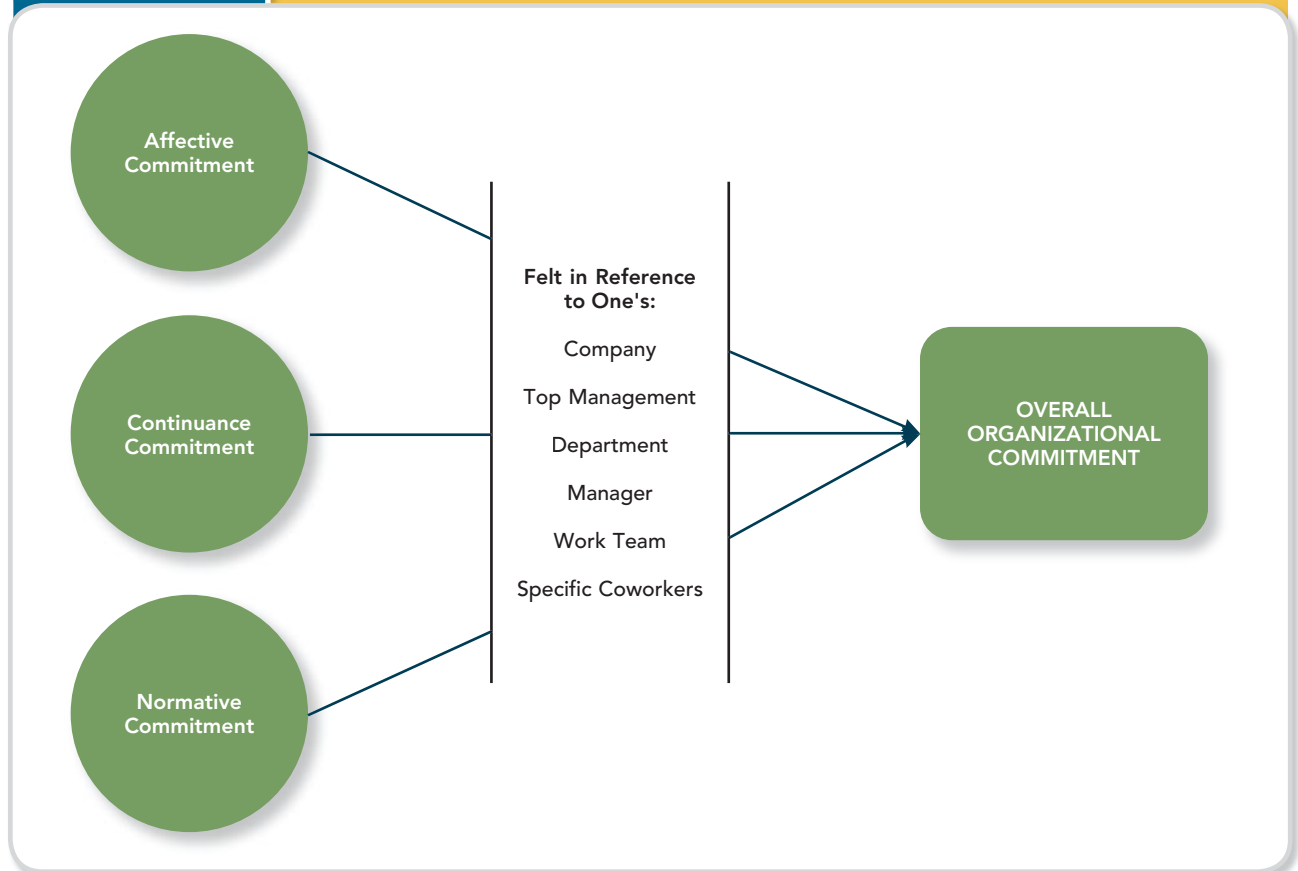 Affective
Commitment
Continuance
Commitment
Normative
Commitment
Felt in Reference
to One's:
Company
Top Management
Department
Manager
Work Team
Specific Coworkers
OVERALL
ORGANIZATIONAL
COMMITMENT